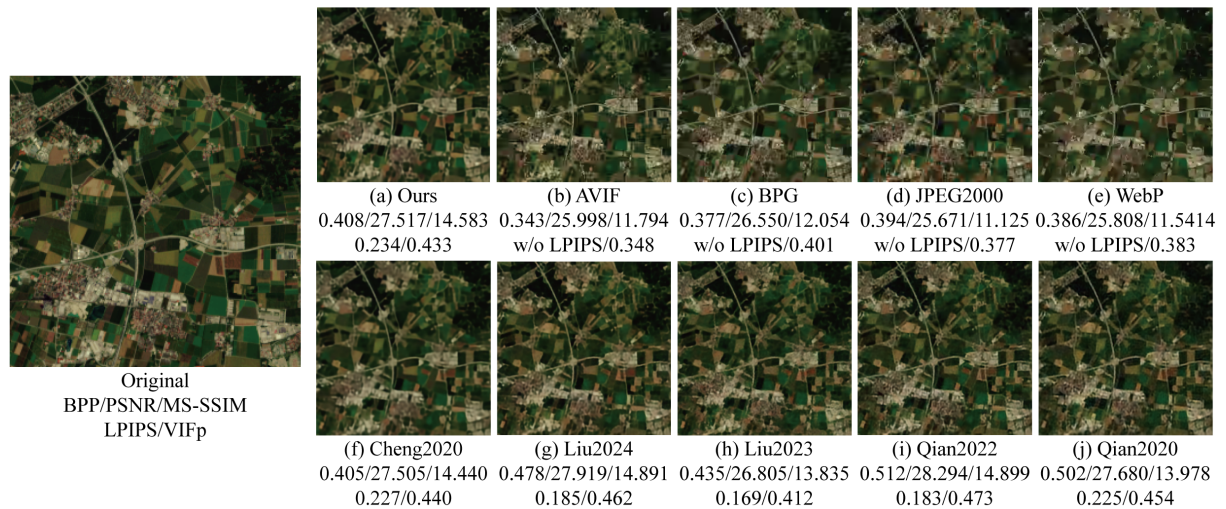 Original
BPP/PSNR/MS-SSIM
LPIPS/VIFp
(a) Ours
0.408/27.517/14.583
0.234/0.433
(b) AVIF
0.343/25.998/11.794
w/o LPIPS/0.348
(c) BPG
0.377/26.550/12.054
w/o LPIPS/0.401
(d) JPEG2000
0.394/25.671/11.125
w/o LPIPS/0.377
(e) WebP
0.386/25.808/11.5414
w/o LPIPS/0.383
(f) Cheng2020
0.405/27.505/14.440
0.227/0.440
(g) Liu2024
0.478/27.919/14.891
0.185/0.462
(h) Liu2023
0.435/26.805/13.835
0.169/0.412
(i) Qian2022
0.512/28.294/14.899
0.183/0.473
(j) Qian2020
0.502/27.680/13.978
0.225/0.454